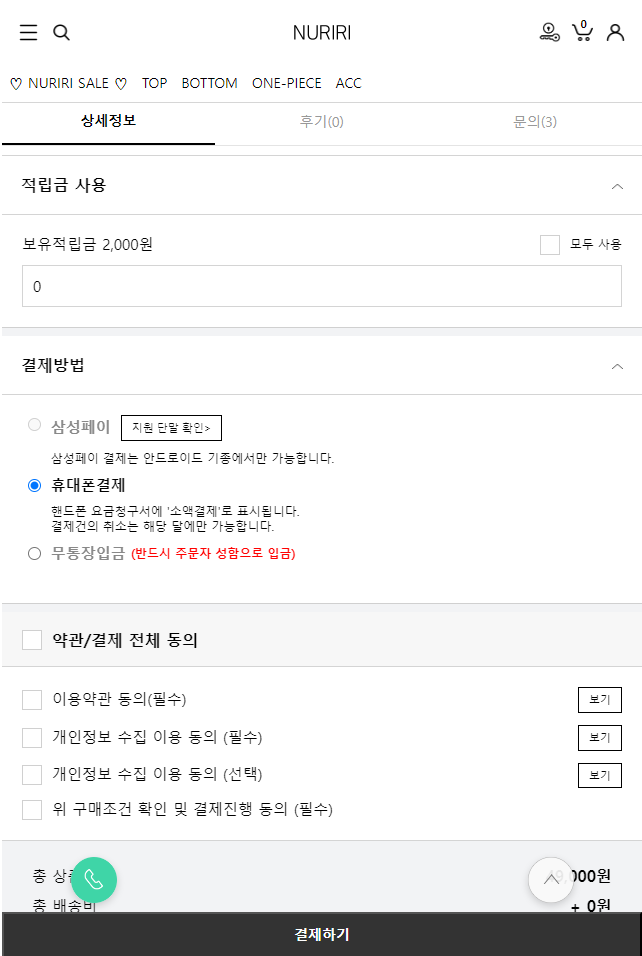 NURIRI
0
♡ NURIRI SALE ♡ TOP BOTTOM ONE-PIECE ACC
상세정보 후기(0) 문의(3)
적립금 사용
보유적립금 2,000원 모두 사용
0
결제방법
삼성페이 지원 단말 확인>
삼성페이 결제는 안드로이드 기종에서만 가능합니다.
휴대폰결제
핸드폰 요금청구서에 '소액결제'로 표시됩니다.
결제건의 취소는 해당 달에만 가능합니다.
무통장입금 (반드시 주문자 성함으로 입금)
약관/결제 전체 동의
이용약관 동의(필수) 보기
개인정보 수집 이용 동의 (필수) 보기
개인정보 수집 이용 동의 (선택) 보기
위 구매조건 확인 및 결제진행 동의 (필수)
총 49,000원
총 배송비 + 0원
결제하기